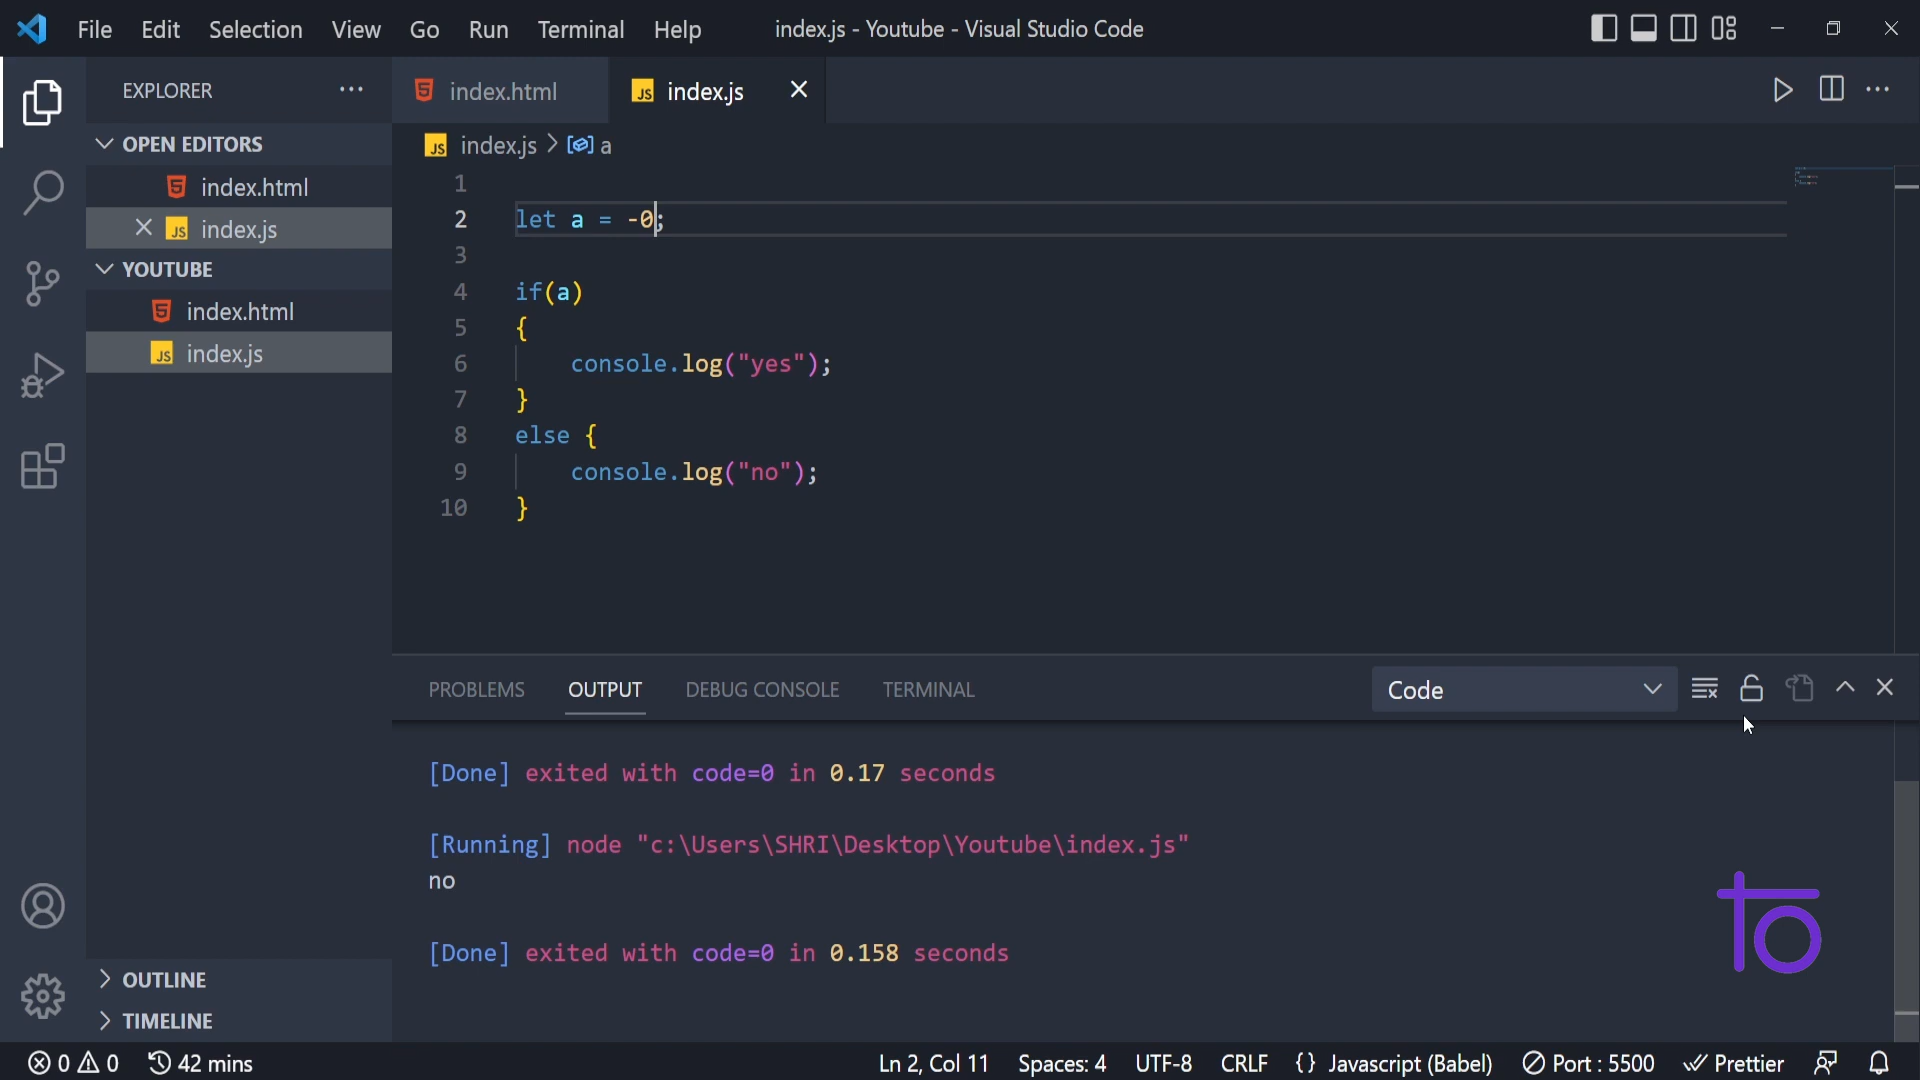 File Edit Selection View Go Run Terminal Help index.js - Youtube - Visual Studio Code
EXPLORER
index.html
index.js
OPEN EDITORS
index.html
index.js
YOUTUBE
index.html
index.js
OUTLINE
TIMELINE
index.js > a
1
2 let a = -0;
3
4 if(a)
5 {
6 console.log("yes");
7 }
8 else {
9 console.log("no");
10 }
PROBLEMS OUTPUT DEBUG CONSOLE TERMINAL Code
[Done] exited with code=0 in 0.17 seconds
[Running] node "c:\Users\SHRI\Desktop\Youtube\index.js"
no
[Done] exited with code=0 in 0.158 seconds
0 0 42 mins Ln 2, Col 11 Spaces: 4 UTF-8 CRLF {} Javascript (Babel) Port : 5500 Prettier